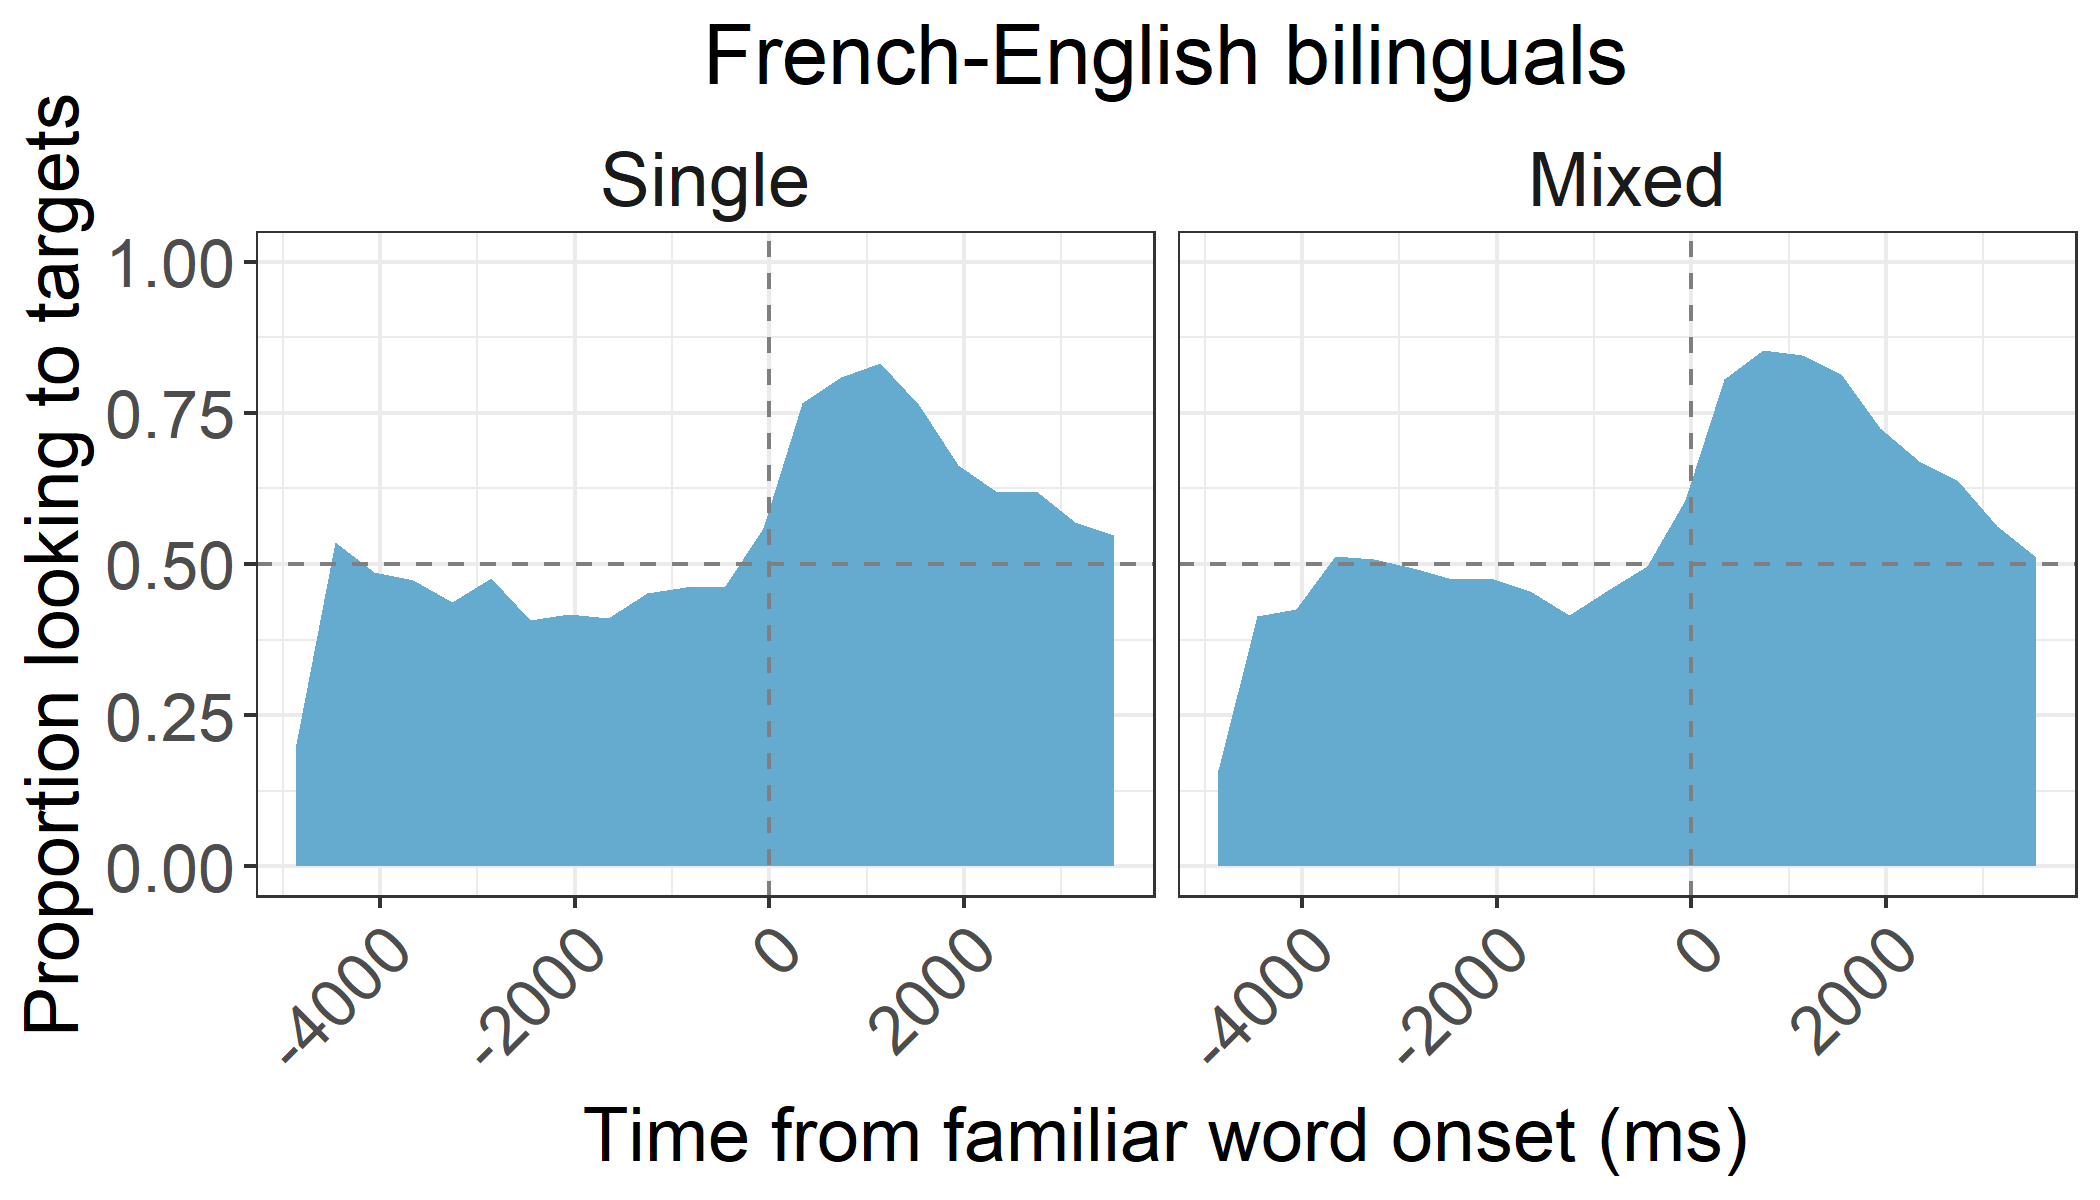 French-English bilinguals
Single
Mixed
Proportion looking to targets
1.00
0.75
0.50
0.25
0.00
-4000
-2000
0
2000
-4000
-2000
0
2000
Time from familiar word onset (ms)